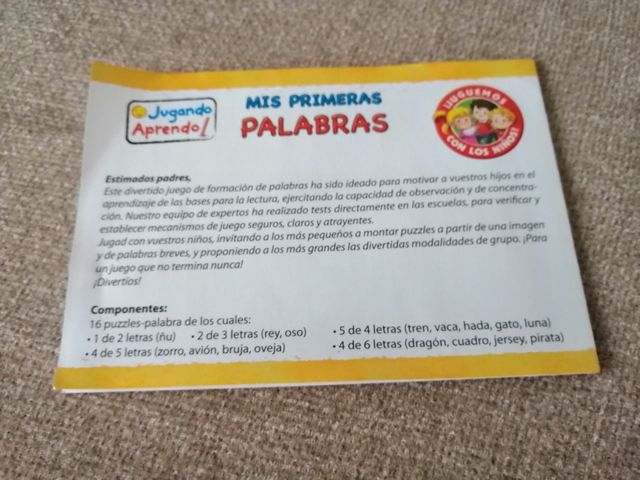 Jugando
Aprendo!
MIS PRIMERAS
PALABRAS
¡JUGUEMOS
CON LOS NIÑOS!
Estimados padres,
Este divertido juego de formación de palabras ha sido ideado para motivar a vuestros hijos en el
aprendizaje de las bases para la lectura, ejercitando la capacidad de observación y de concentra-
ción. Nuestro equipo de expertos ha realizado tests directamente en las escuelas, para verificar y
establecer mecanismos de juego seguros, claros y atrayentes.
Jugad con vuestros niños, invitando a los más pequeños a montar puzzles a partir de una imagen
y de palabras breves, y proponiendo a los más grandes las divertidas modalidades de grupo. ¡Para
un juego que no termina nunca!
¡Divertíos!
Componentes:
16 puzzles-palabra de los cuales:
• 1 de 2 letras (ñu) • 2 de 3 letras (rey, oso)
• 4 de 5 letras (zorro, avión, bruja, oveja)
• 5 de 4 letras (tren, vaca, hada, gato, luna)
• 4 de 6 letras (dragón, cuadro, jersey, pirata)